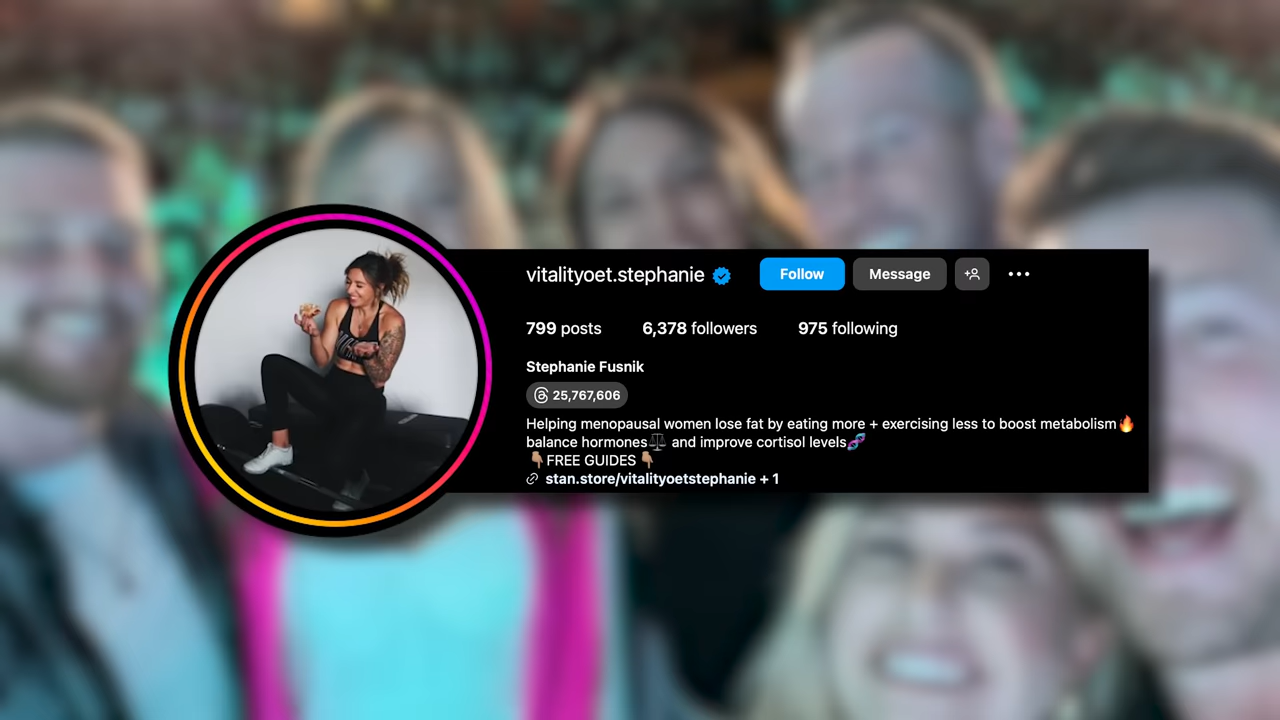 vitalityoet.stephanie
Follow
Message
799 posts 6,378 followers 975 following
Stephanie Fusnik
25,767,606
Helping menopausal women lose fat by eating more + exercising less to boost metabolism🔥
balance hormones⚖️ and improve cortisol levels🧬
👇🏼FREE GUIDES 👇🏼
stan.store/vitalityoetstephanie + 1